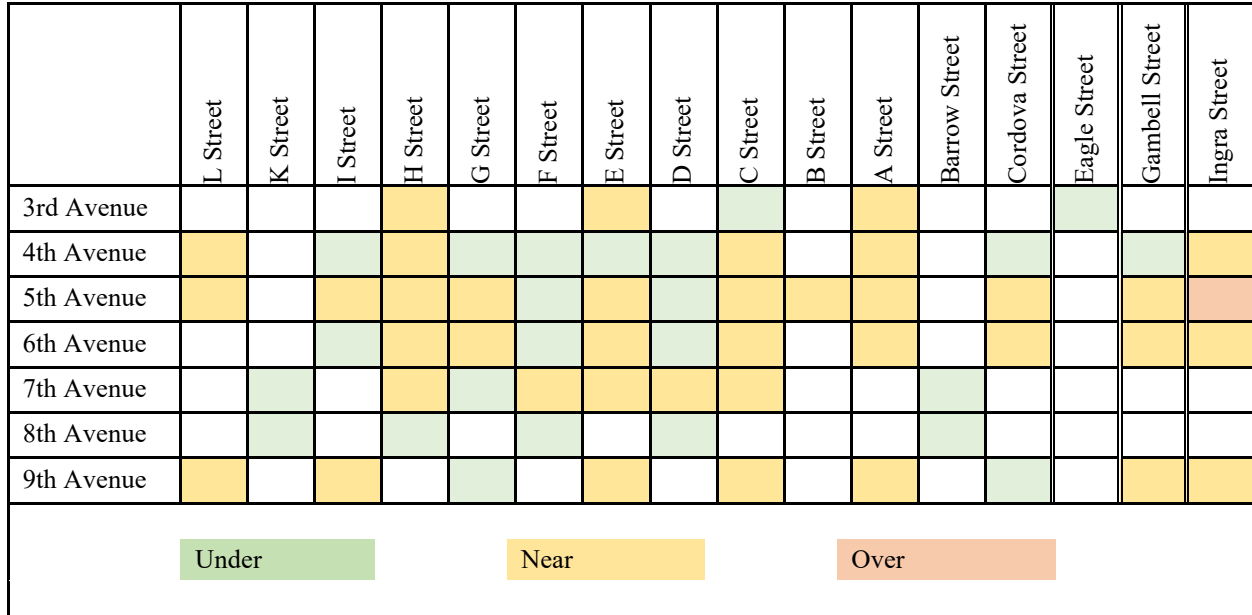 L Street
K Street
I Street
H Street
G Street
F Street
E Street
D Street
C Street
B Street
A Street
Barrow Street
Cordova Street
Eagle Street
Gambell Street
Ingra Street
3rd Avenue
4th Avenue
5th Avenue
6th Avenue
7th Avenue
8th Avenue
9th Avenue
Under
Near
Over